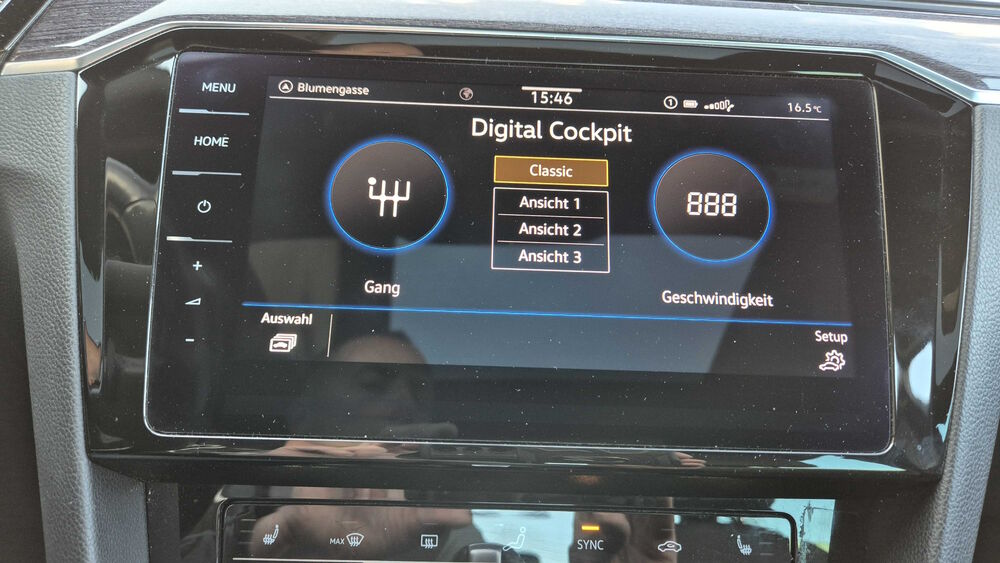 MENU
HOME
+
-
Blumengasse
15:46
1
16.5°C
Digital Cockpit
Classic
Ansicht 1
Ansicht 2
Ansicht 3
888
Gang
Geschwindigkeit
Auswahl
Setup
MAX
SYNC